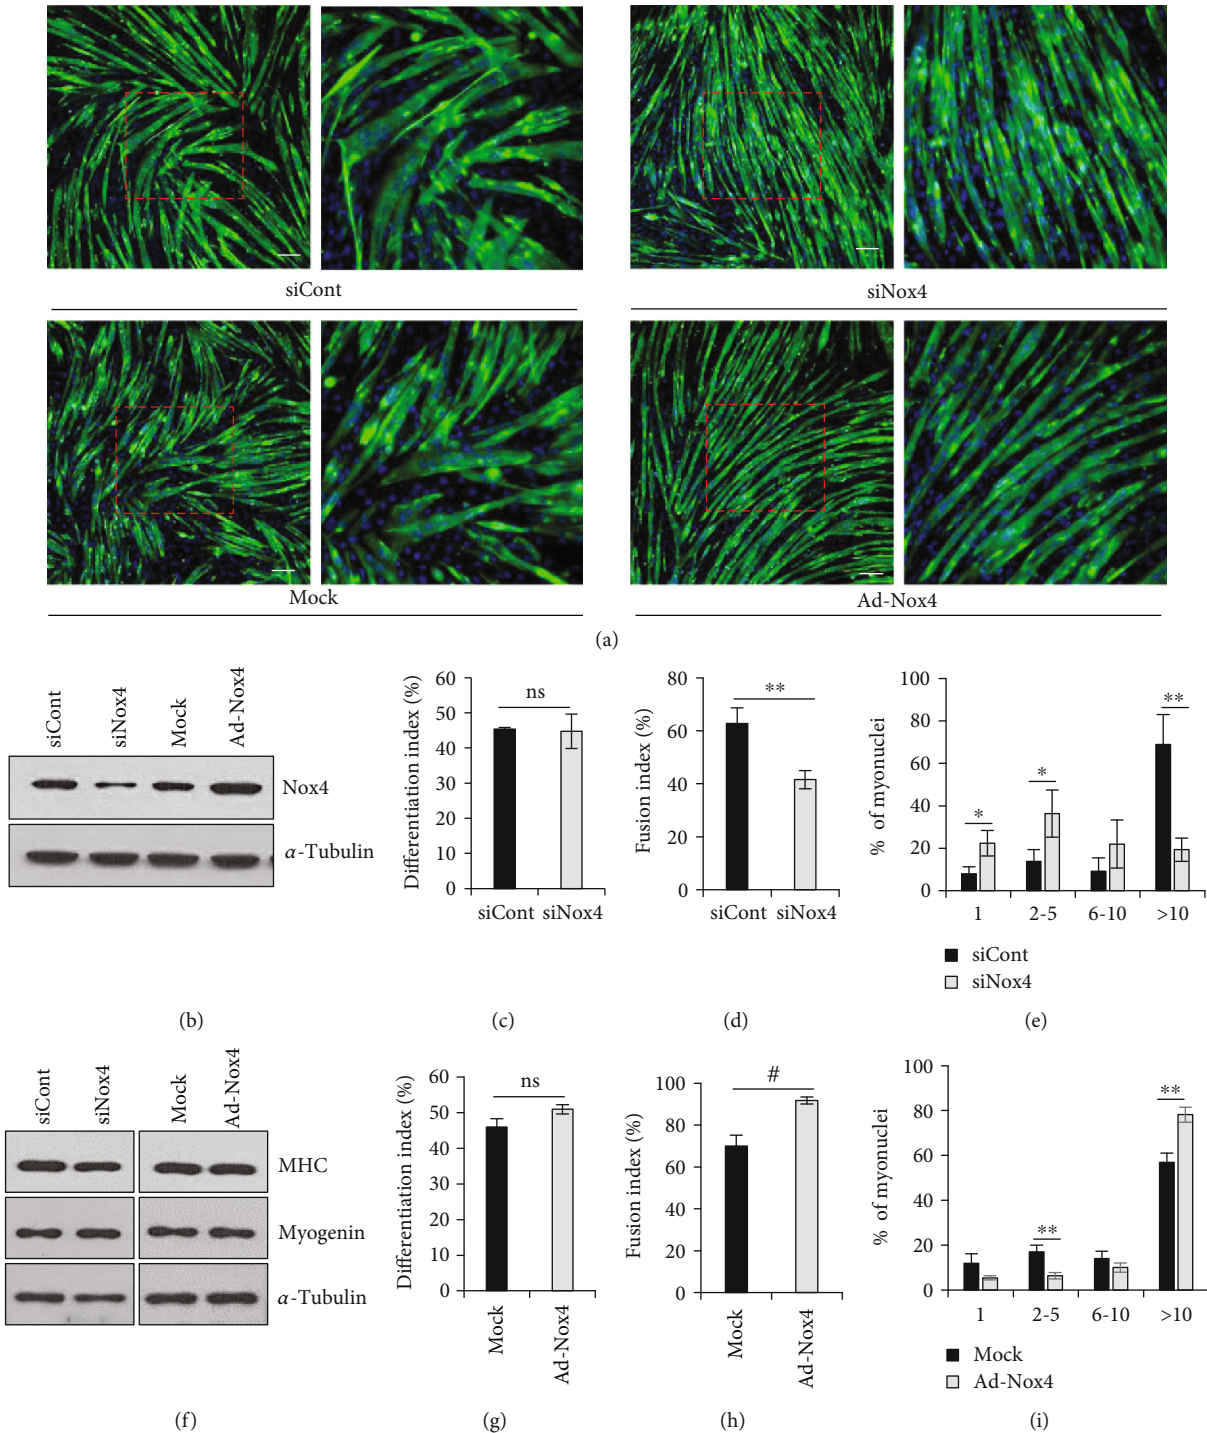 siCont
siNox4
Mock
Ad-Nox4
(a)
siCont
siNox4
Mock
Ad-Nox4
Nox4
α-Tubulin
(b)
Differentiation index (%)
60
50
40
30
20
10
0
ns
siCont siNox4
(c)
Fusion index (%)
80
60
40
20
0
**
siCont siNox4
(d)
% of myonuclei
100
80
60
40
20
0
*
*
**
1 2-5 6-10 >10
siCont
siNox4
(e)
siCont
siNox4
Mock
Ad-Nox4
MHC
Myogenin
α-Tubulin
(f)
Differentiation index (%)
60
50
40
30
20
10
0
ns
Mock
Ad-Nox4
(g)
Fusion index (%)
100
80
60
40
20
0
#
Mock
Ad-Nox4
(h)
% of myonuclei
100
80
60
40
20
0
**
**
1 2-5 6-10 >10
Mock
Ad-Nox4
(i)